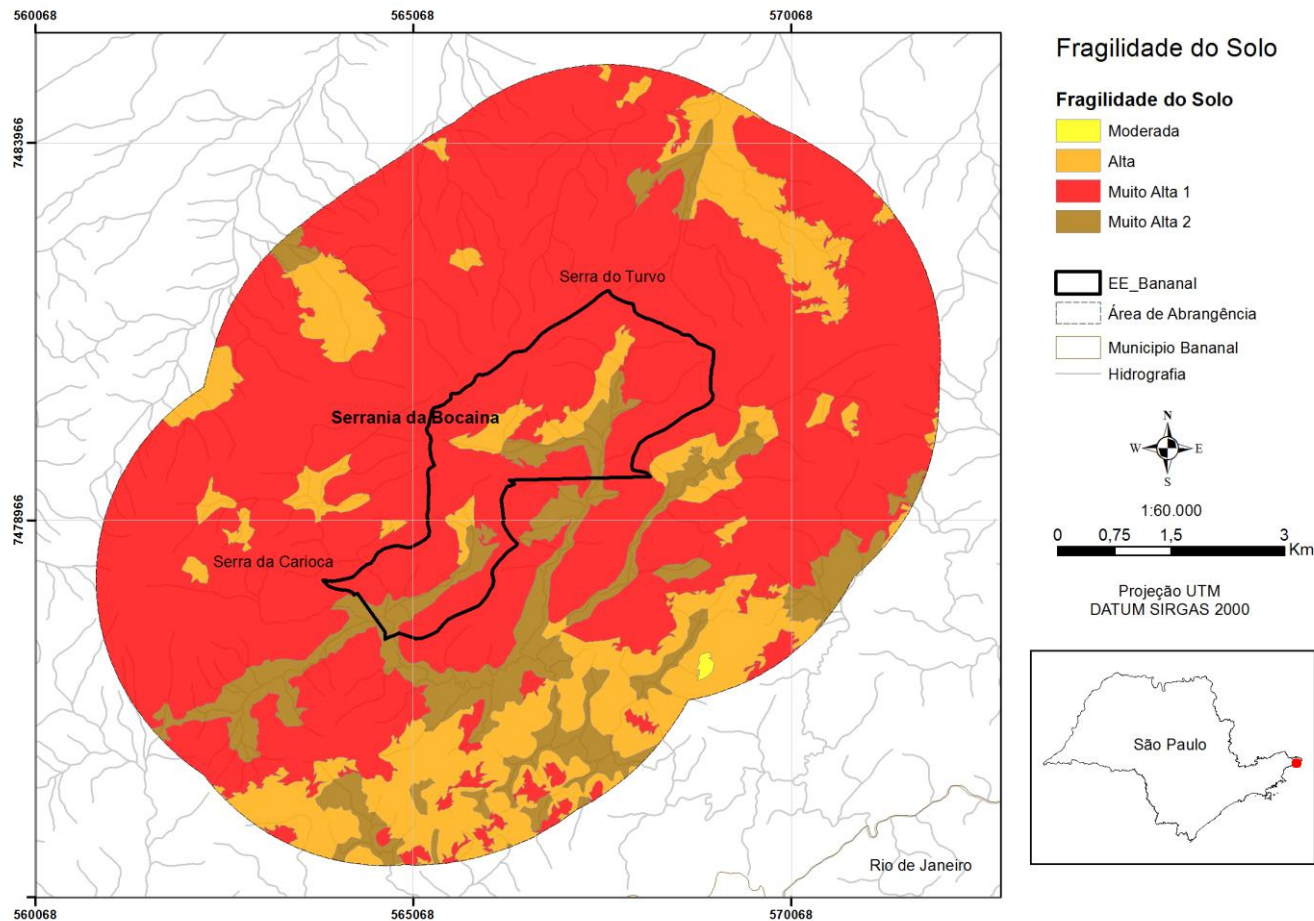 560068
565068
570068
7483966
7478966
Serra do Turvo
Serrania da Bocaina
Serra da Carioca
Rio de Janeiro
560068
565068
570068
Fragilidade do Solo
Fragilidade do Solo
Moderada
Alta
Muito Alta 1
Muito Alta 2
EE_Bananal
Área de Abrangência
Municipio Bananal
Hidrografia
N
W
E
S
1:60.000
0 0,75 1,5 3
Km
Projeção UTM
DATUM SIRGAS 2000
São Paulo